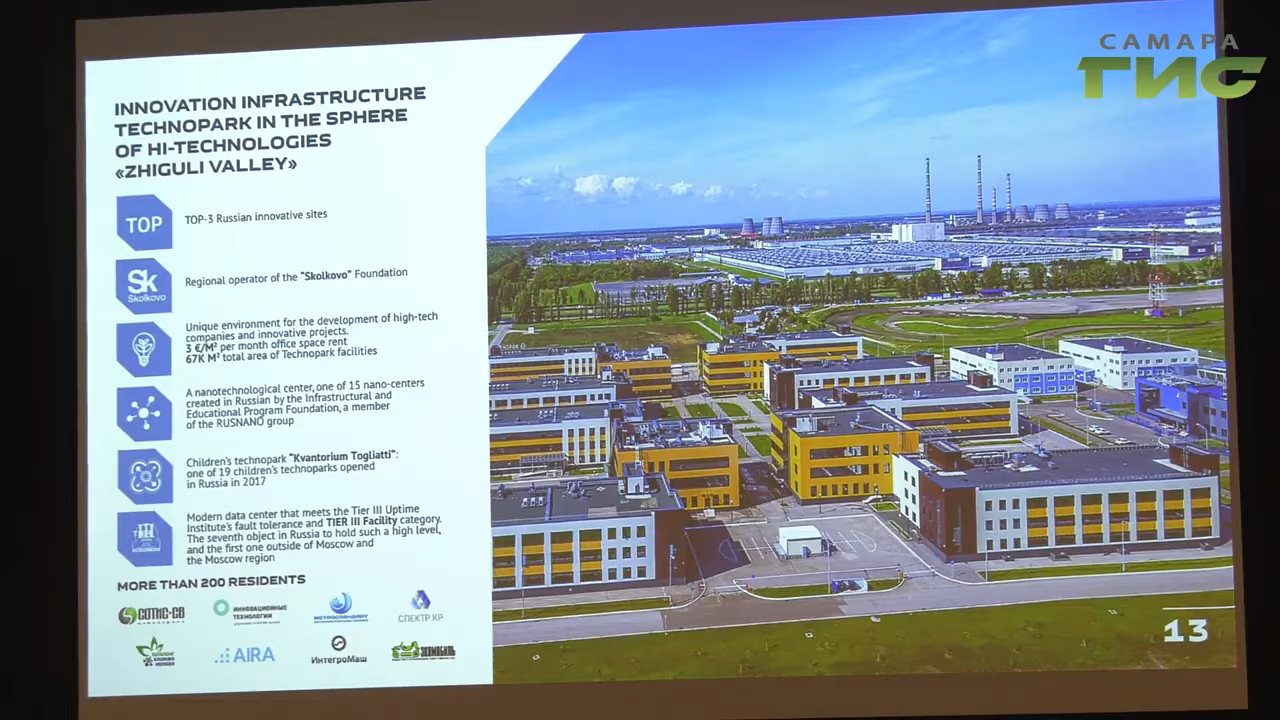 САМАРА
ГИС
INNOVATION INFRASTRUCTURE
TECHNOPARK IN THE SPHERE
OF HI-TECHNOLOGIES
«ZHIGULI VALLEY»
TOP
TOP-3 Russian innovative sites
Sk
Skolkovo
Regional operator of the “Skolkovo” Foundation
Unique environment for the development of high-tech
companies and innovative projects.
3 €/M² per month office space rent
67K M² total area of Technopark facilities
A nanotechnological center, one of 15 nano-centers
created in Russian by the Infrastructural and
Educational Program Foundation, a member
of the RUSNANO group
Children’s technopark “Kvantorium Togliatti”:
one of 19 children’s technoparks opened
in Russia in 2017
Modern data center that meets the Tier III Uptime
Institute’s fault tolerance and TIER III Facility category.
The seventh object in Russia to hold such a high level,
and the first one outside of Moscow and
the Moscow region
MORE THAN 200 RESIDENTS
СОТИС-СВ
ИННОВАЦИОННЫЕ
ТЕХНОЛОГИИ
МЕТРОСТАНДАРТ
СПЕКТР КР
AIRA
ИнтегроМаш
ЭКОМОБИЛЬ
13